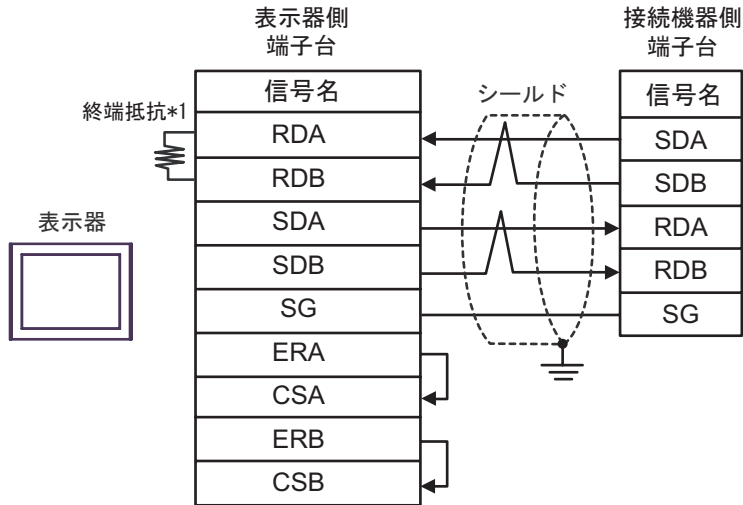 表示器側
端子台
接続機器側
端子台
終端抵抗*1
表示器
信号名
RDA
RDB
SDA
SDB
SG
ERA
CSA
ERB
CSB
シールド
信号名
SDA
SDB
RDA
RDB
SG